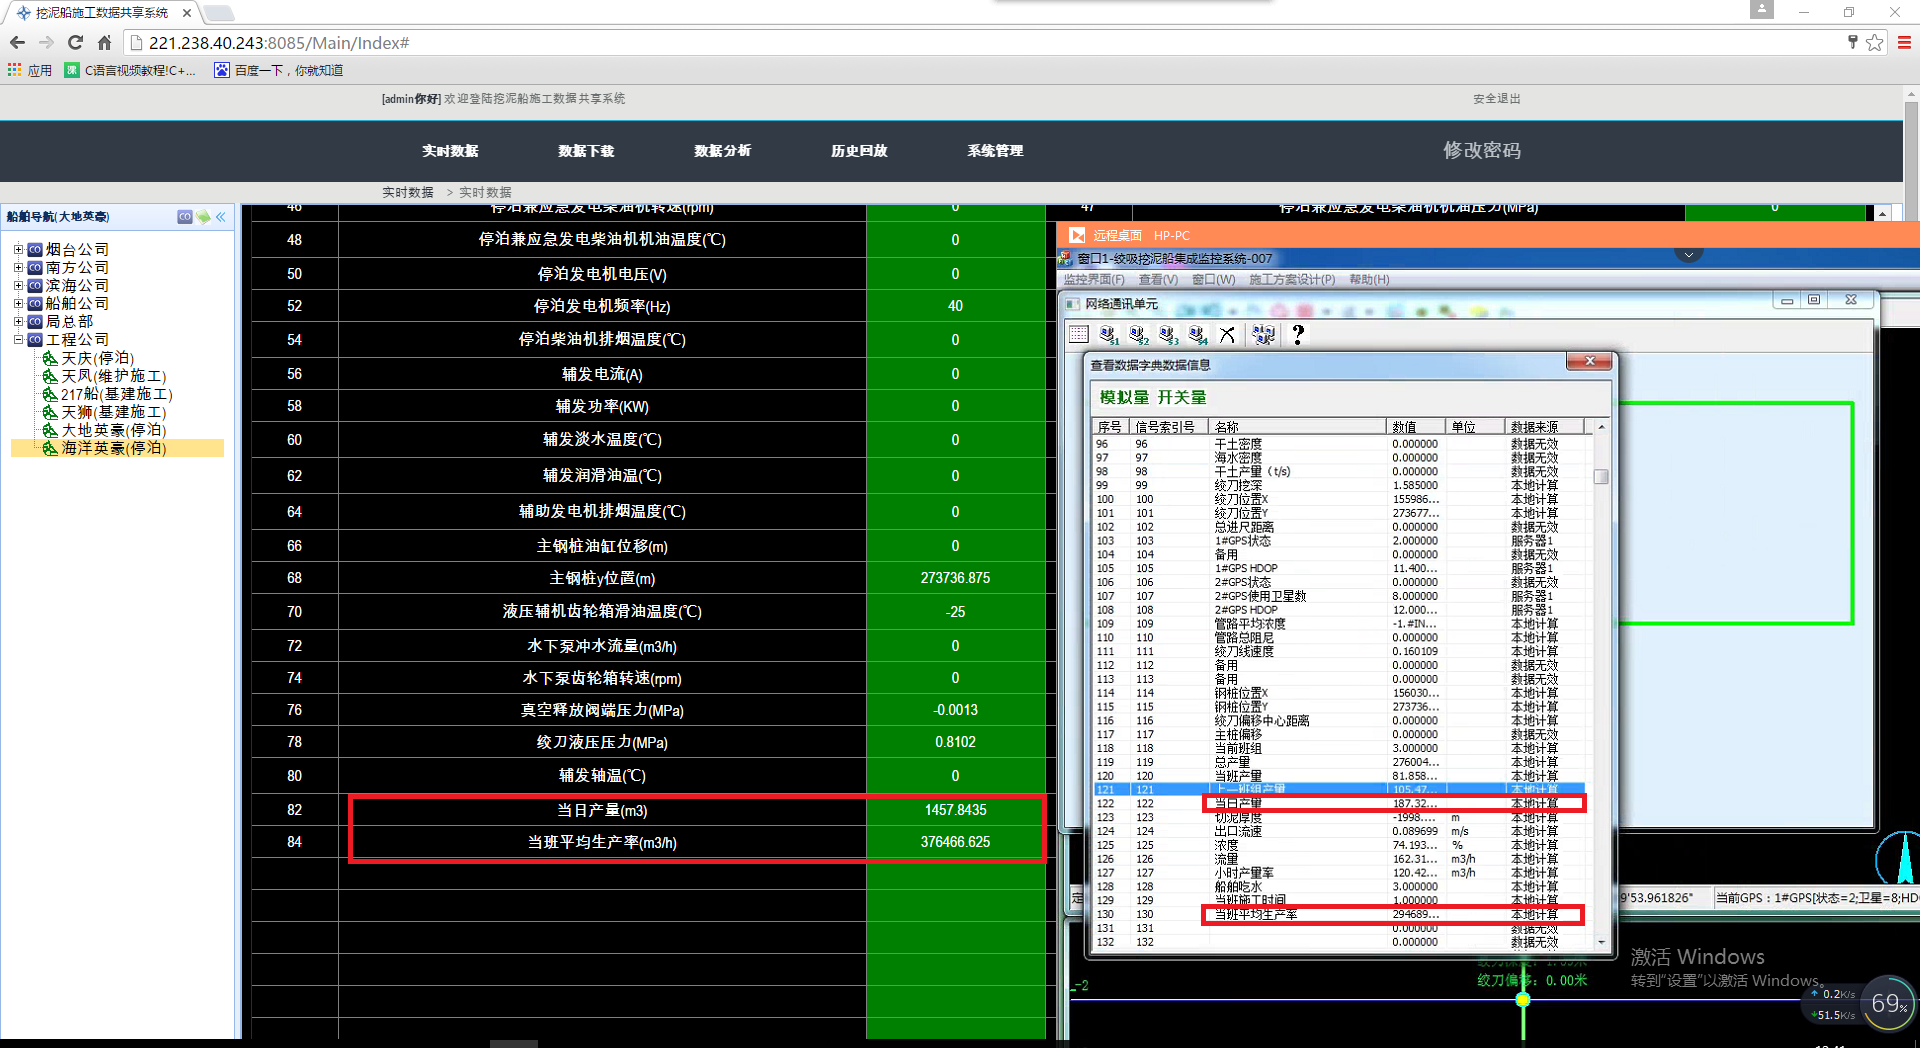 挖泥船施工数据共享系统
221.238.40.243:8085/Main/Index#
应用
C语言视频教程!C+...
百度一下，你就知道
[admin你好] 欢迎登陆挖泥船施工数据共享系统
安全退出
实时数据
数据下载
数据分析
历史回放
系统管理
修改密码
实时数据 > 实时数据
船舶导航(大地英豪)
烟台公司
南方公司
滨海公司
船舶公司
局总部
工程公司
天庆(停泊)
天凤(维护施工)
217船(基建施工)
天狮(基建施工)
大地英豪(停泊)
海洋英豪(停泊)
46 停泊兼应急发电柴油机转速(rpm) 0 47 停泊兼应急发电柴油机机油压力(MPa) 0
48 停泊兼应急发电柴油机机油温度(℃) 0
50 停泊发电机电压(V) 0
52 停泊发电机频率(Hz) 40
54 停泊柴油机排烟温度(℃) 0
56 辅发电流(A) 0
58 辅发功率(KW) 0
60 辅发淡水温度(℃) 0
62 辅发润滑油温(℃) 0
64 辅助发电机排烟温度(℃) 0
66 主钢桩油缸位移(m) 0
68 主钢桩y位置(m) 273736.875
70 液压辅机齿轮箱滑油温度(℃) -25
72 水下泵冲水流量(m3/h) 0
74 水下泵齿轮箱转速(rpm) 0
76 真空释放阀端压力(MPa) -0.0013
78 绞刀液压压力(MPa) 0.8102
80 辅发轴温(℃) 0
82 当日产量(m3) 1457.8435
84 当班平均生产率(m3/h) 376466.625
远程桌面 HP-PC
窗口1-绞吸挖泥船集成监控系统-007
监控界面(F) 查看(V) 窗口(W) 施工方案设计(P) 帮助(H)
网络通讯单元
查看数据字典数据信息
模拟量 开关量
序号 信号索引号 名称 数值 单位 数据来源
96 96 干土密度 0.000000 数据无效
97 97 海水密度 0.000000 数据无效
98 98 干土产量（t/s） 0.000000 数据无效
99 99 绞刀挖深 1.585000 本地计算
100 100 绞刀位置X 155986... 本地计算
101 101 绞刀位置Y 273677... 本地计算
102 102 总进尺距离 0.000000 数据无效
103 103 1#GPS状态 2.000000 服务器1
104 104 备用 0.000000 数据无效
105 105 1#GPS HDOP 11.400... 服务器1
106 106 2#GPS状态 0.000000 数据无效
107 107 2#GPS使用卫星数 8.000000 服务器1
108 108 2#GPS HDOP 12.000... 服务器1
109 109 管路平均浓度 -1.#IN... 本地计算
110 110 管路总阻尼 0.000000 本地计算
111 111 绞刀线速度 0.160109 本地计算
112 112 备用 0.000000 数据无效
113 113 备用 0.000000 数据无效
114 114 钢桩位置X 156030... 本地计算
115 115 钢桩位置Y 273736... 本地计算
116 116 绞刀偏移中心距离 0.000000 本地计算
117 117 主桩偏移 0.000000 数据无效
118 118 当前班组 3.000000 本地计算
119 119 总产量 276004... 本地计算
120 120 当班产量 81.858... 本地计算
121 121 上一班组产量 105.47... 本地计算
122 122 当日产量 187.32... 本地计算
123 123 切泥厚度 -1998.... m 本地计算
124 124 出口流速 0.089699 m/s 本地计算
125 125 浓度 74.193... % 本地计算
126 126 流量 162.31... m3/h 本地计算
127 127 小时产量率 120.42... m3/h 本地计算
128 128 船舶吃水 3.000000 本地计算
129 129 当班施工时间 1.000000 本地计算
130 130 当班平均生产率 294689... 本地计算
131 131 0.000000 数据无效
132 132 0.000000 数据无效
定
9'53.961826"
当前GPS：1#GPS[状态=2;卫星=8;HD
绞刀偏移: 0.00米
-2
激活 Windows
转到“设置”以激活 Windows。
0.2K/s
51.5K/s
69%